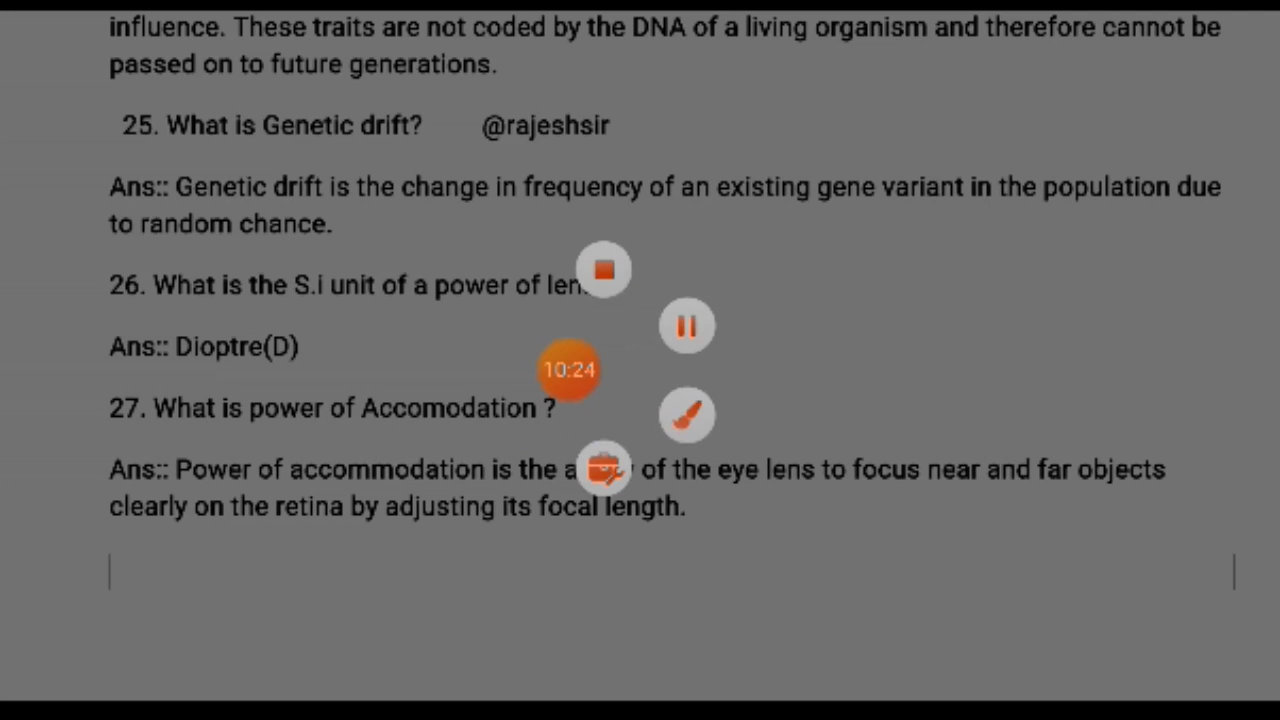 influence. These traits are not coded by the DNA of a living organism and therefore cannot be
passed on to future generations.
25. What is Genetic drift? @rajeshsir
Ans:: Genetic drift is the change in frequency of an existing gene variant in the population due
to random chance.
26. What is the S.i unit of a power of
Ans:: Dioptre(D)
10:24
27. What is power of Accomodation ?
Ans:: Power of accommodation is the of the eye lens to focus near and far objects
clearly on the retina by adjusting its focal length.